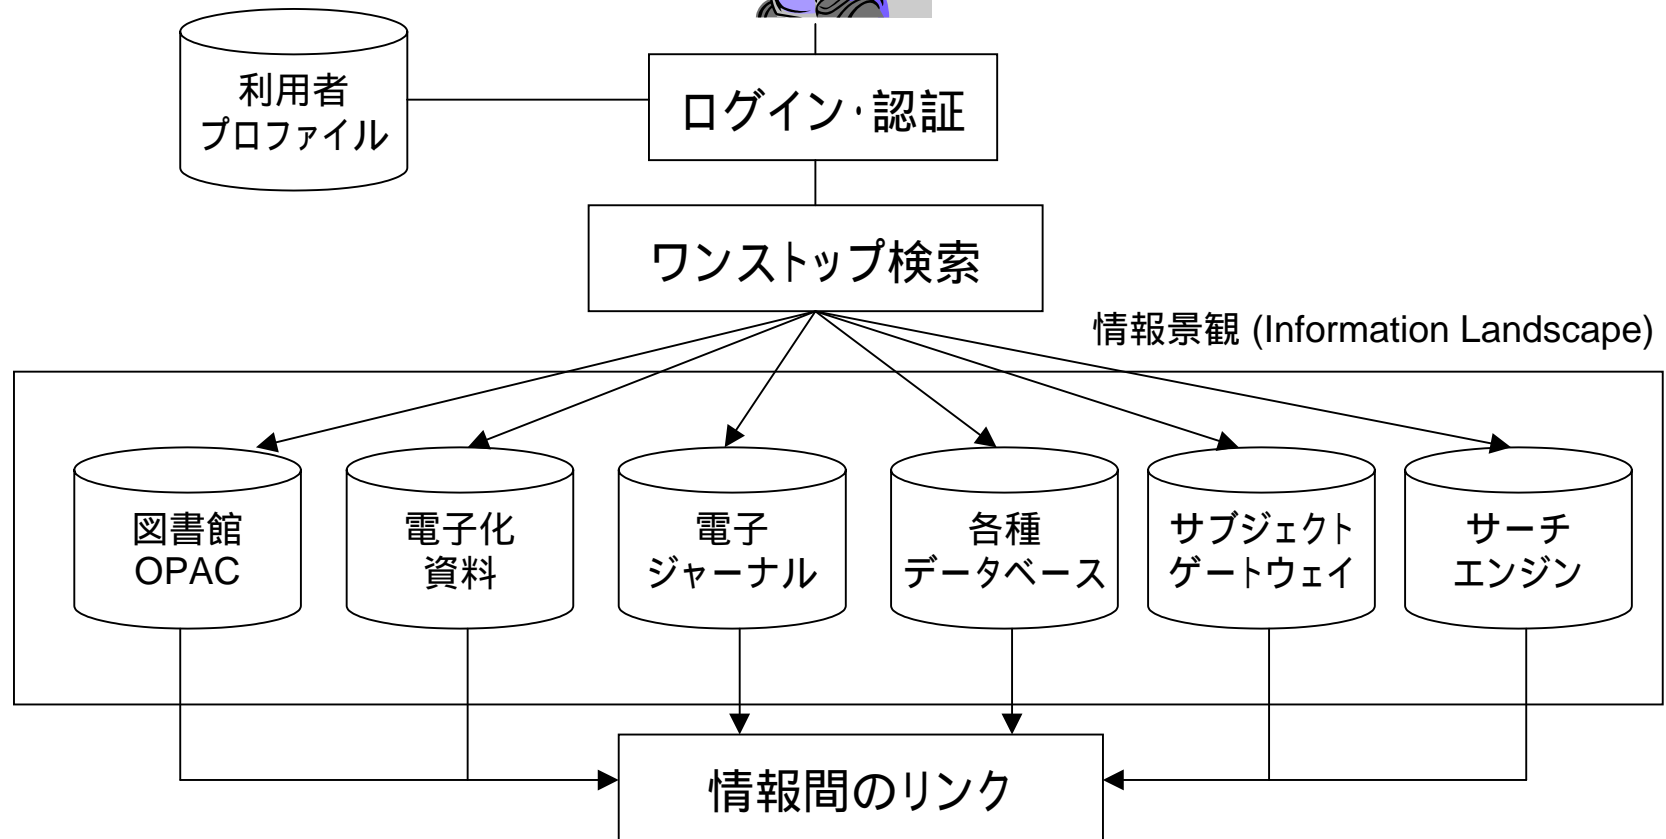 利用者
プロファイル
ログイン・認証
ワンストップ検索
情報景観 (Information Landscape)
図書館
OPAC
電子化
資料
電子
ジャーナル
各種
データベース
サブジェクト
ゲートウェイ
サーチ
エンジン
情報間のリンク